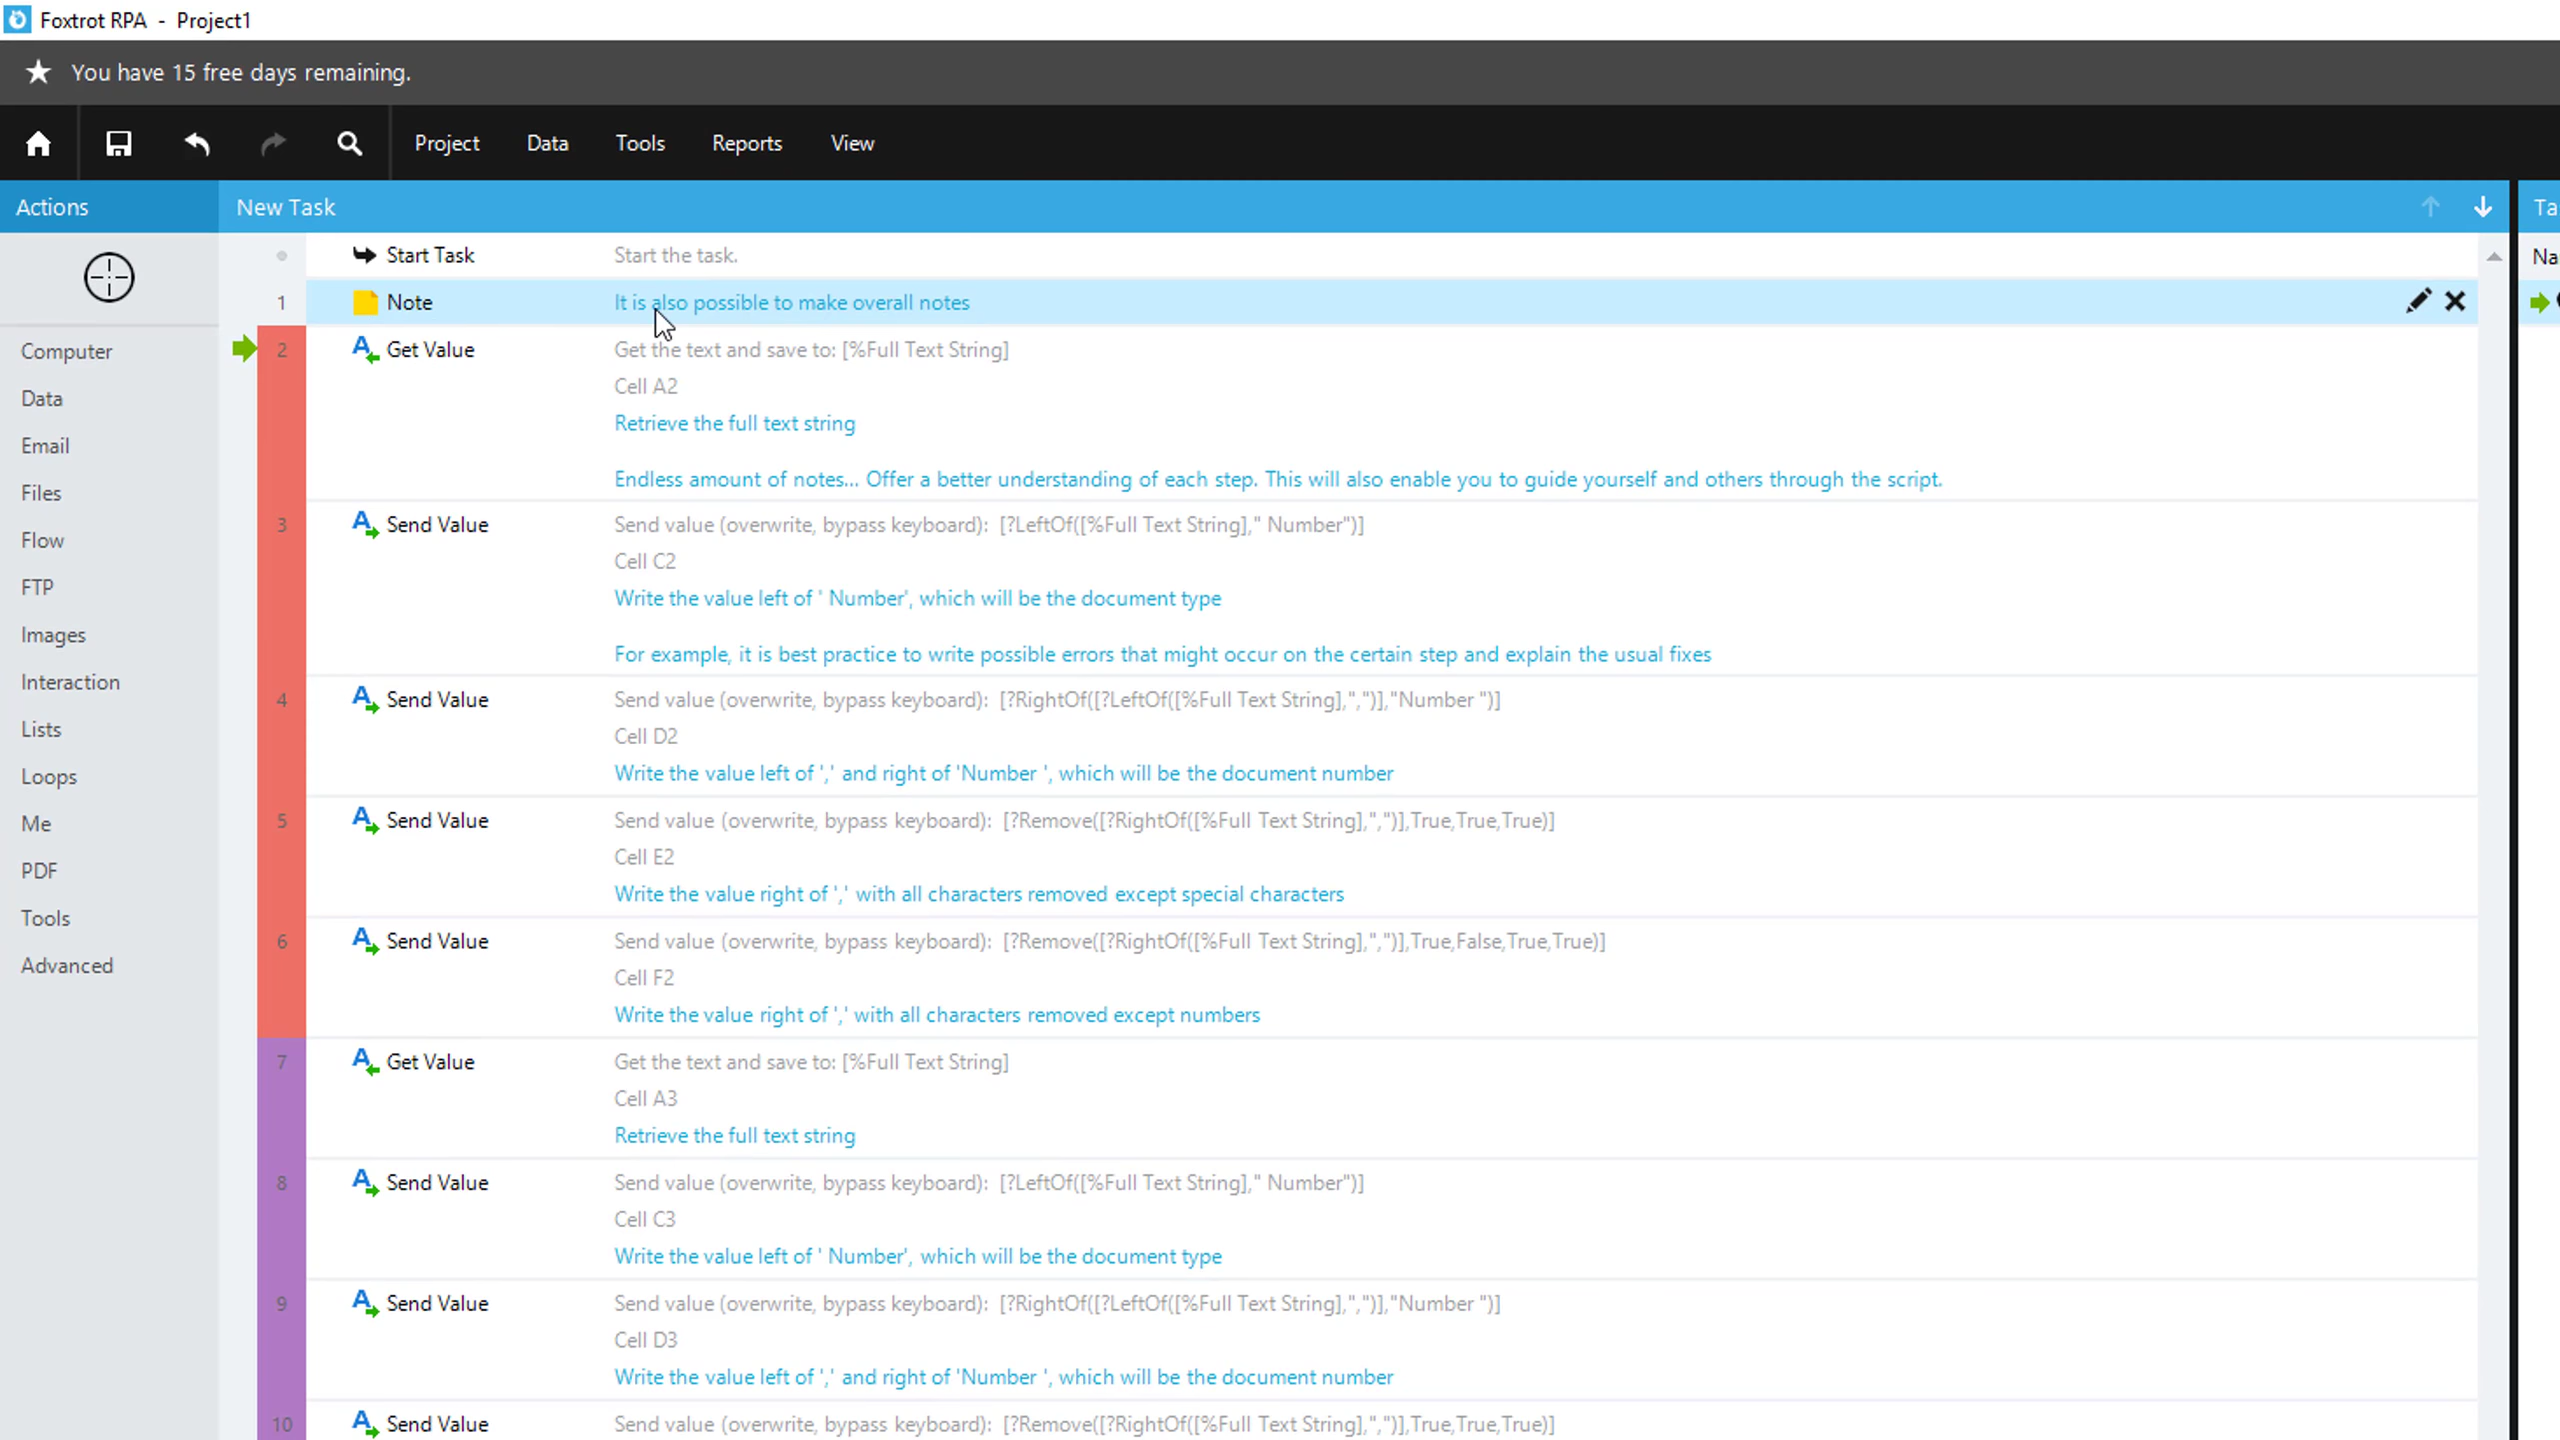 Foxtrot RPA - Project1
You have 15 free days remaining.
Project Data Tools Reports View
Actions
New Task
Ta
Start Task Start the task.
Na
1 Note It is also possible to make overall notes
Computer
Data
Email
Files
Flow
FTP
Images
Interaction
Lists
Loops
Me
PDF
Tools
Advanced
2 Get Value Get the text and save to: [%Full Text String]
Cell A2
Retrieve the full text string
Endless amount of notes... Offer a better understanding of each step. This will also enable you to guide yourself and others through the script.
3 Send Value Send value (overwrite, bypass keyboard): [?LeftOf([%Full Text String]," Number")]
Cell C2
Write the value left of ' Number', which will be the document type
For example, it is best practice to write possible errors that might occur on the certain step and explain the usual fixes
4 Send Value Send value (overwrite, bypass keyboard): [?RightOf([?LeftOf([%Full Text String],",")],"Number ")]
Cell D2
Write the value left of ',' and right of 'Number ', which will be the document number
5 Send Value Send value (overwrite, bypass keyboard): [?Remove([?RightOf([%Full Text String],",")],True,True,True)]
Cell E2
Write the value right of ',' with all characters removed except special characters
6 Send Value Send value (overwrite, bypass keyboard): [?Remove([?RightOf([%Full Text String],",")],True,False,True,True)]
Cell F2
Write the value right of ',' with all characters removed except numbers
7 Get Value Get the text and save to: [%Full Text String]
Cell A3
Retrieve the full text string
8 Send Value Send value (overwrite, bypass keyboard): [?LeftOf([%Full Text String]," Number")]
Cell C3
Write the value left of ' Number', which will be the document type
9 Send Value Send value (overwrite, bypass keyboard): [?RightOf([?LeftOf([%Full Text String],",")],"Number ")]
Cell D3
Write the value left of ',' and right of 'Number ', which will be the document number
10 Send Value Send value (overwrite, bypass keyboard): [?Remove([?RightOf([%Full Text String],",")],True,True,True)]